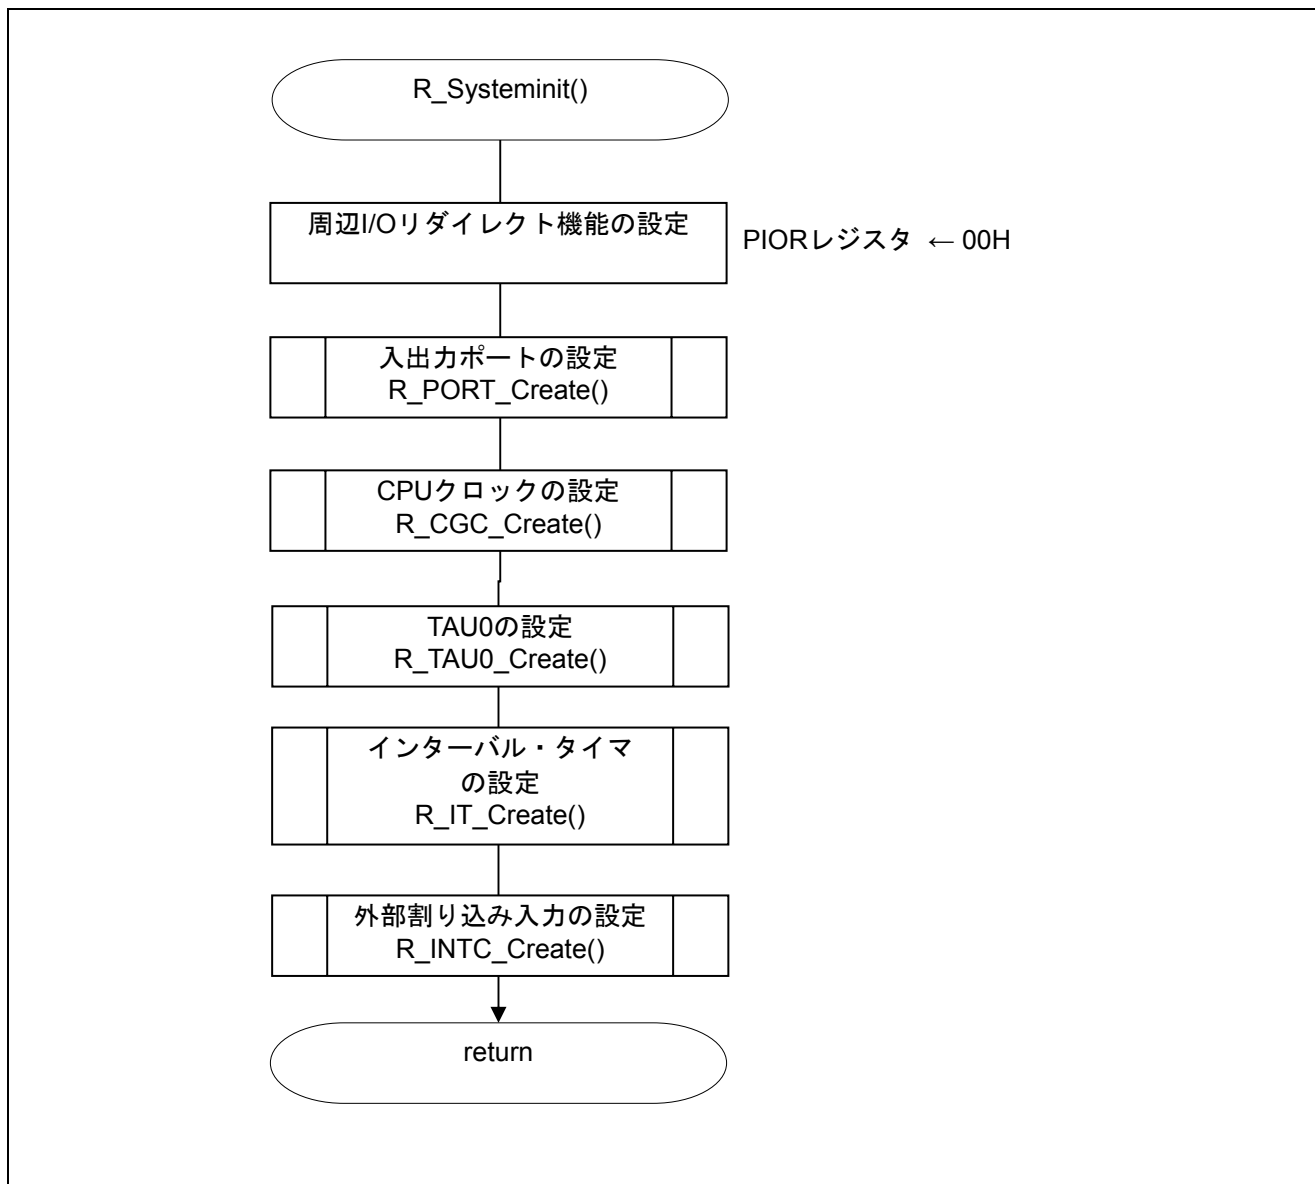 R_Systeminit()
周辺I/Oリダイレクト機能の設定
PIORレジスタ ← 00H
入出力ポートの設定
R_PORT_Create()
CPUクロックの設定
R_CGC_Create()
TAU0の設定
R_TAU0_Create()
インターバル・タイマ
の設定
R_IT_Create()
外部割り込み入力の設定
R_INTC_Create()
return